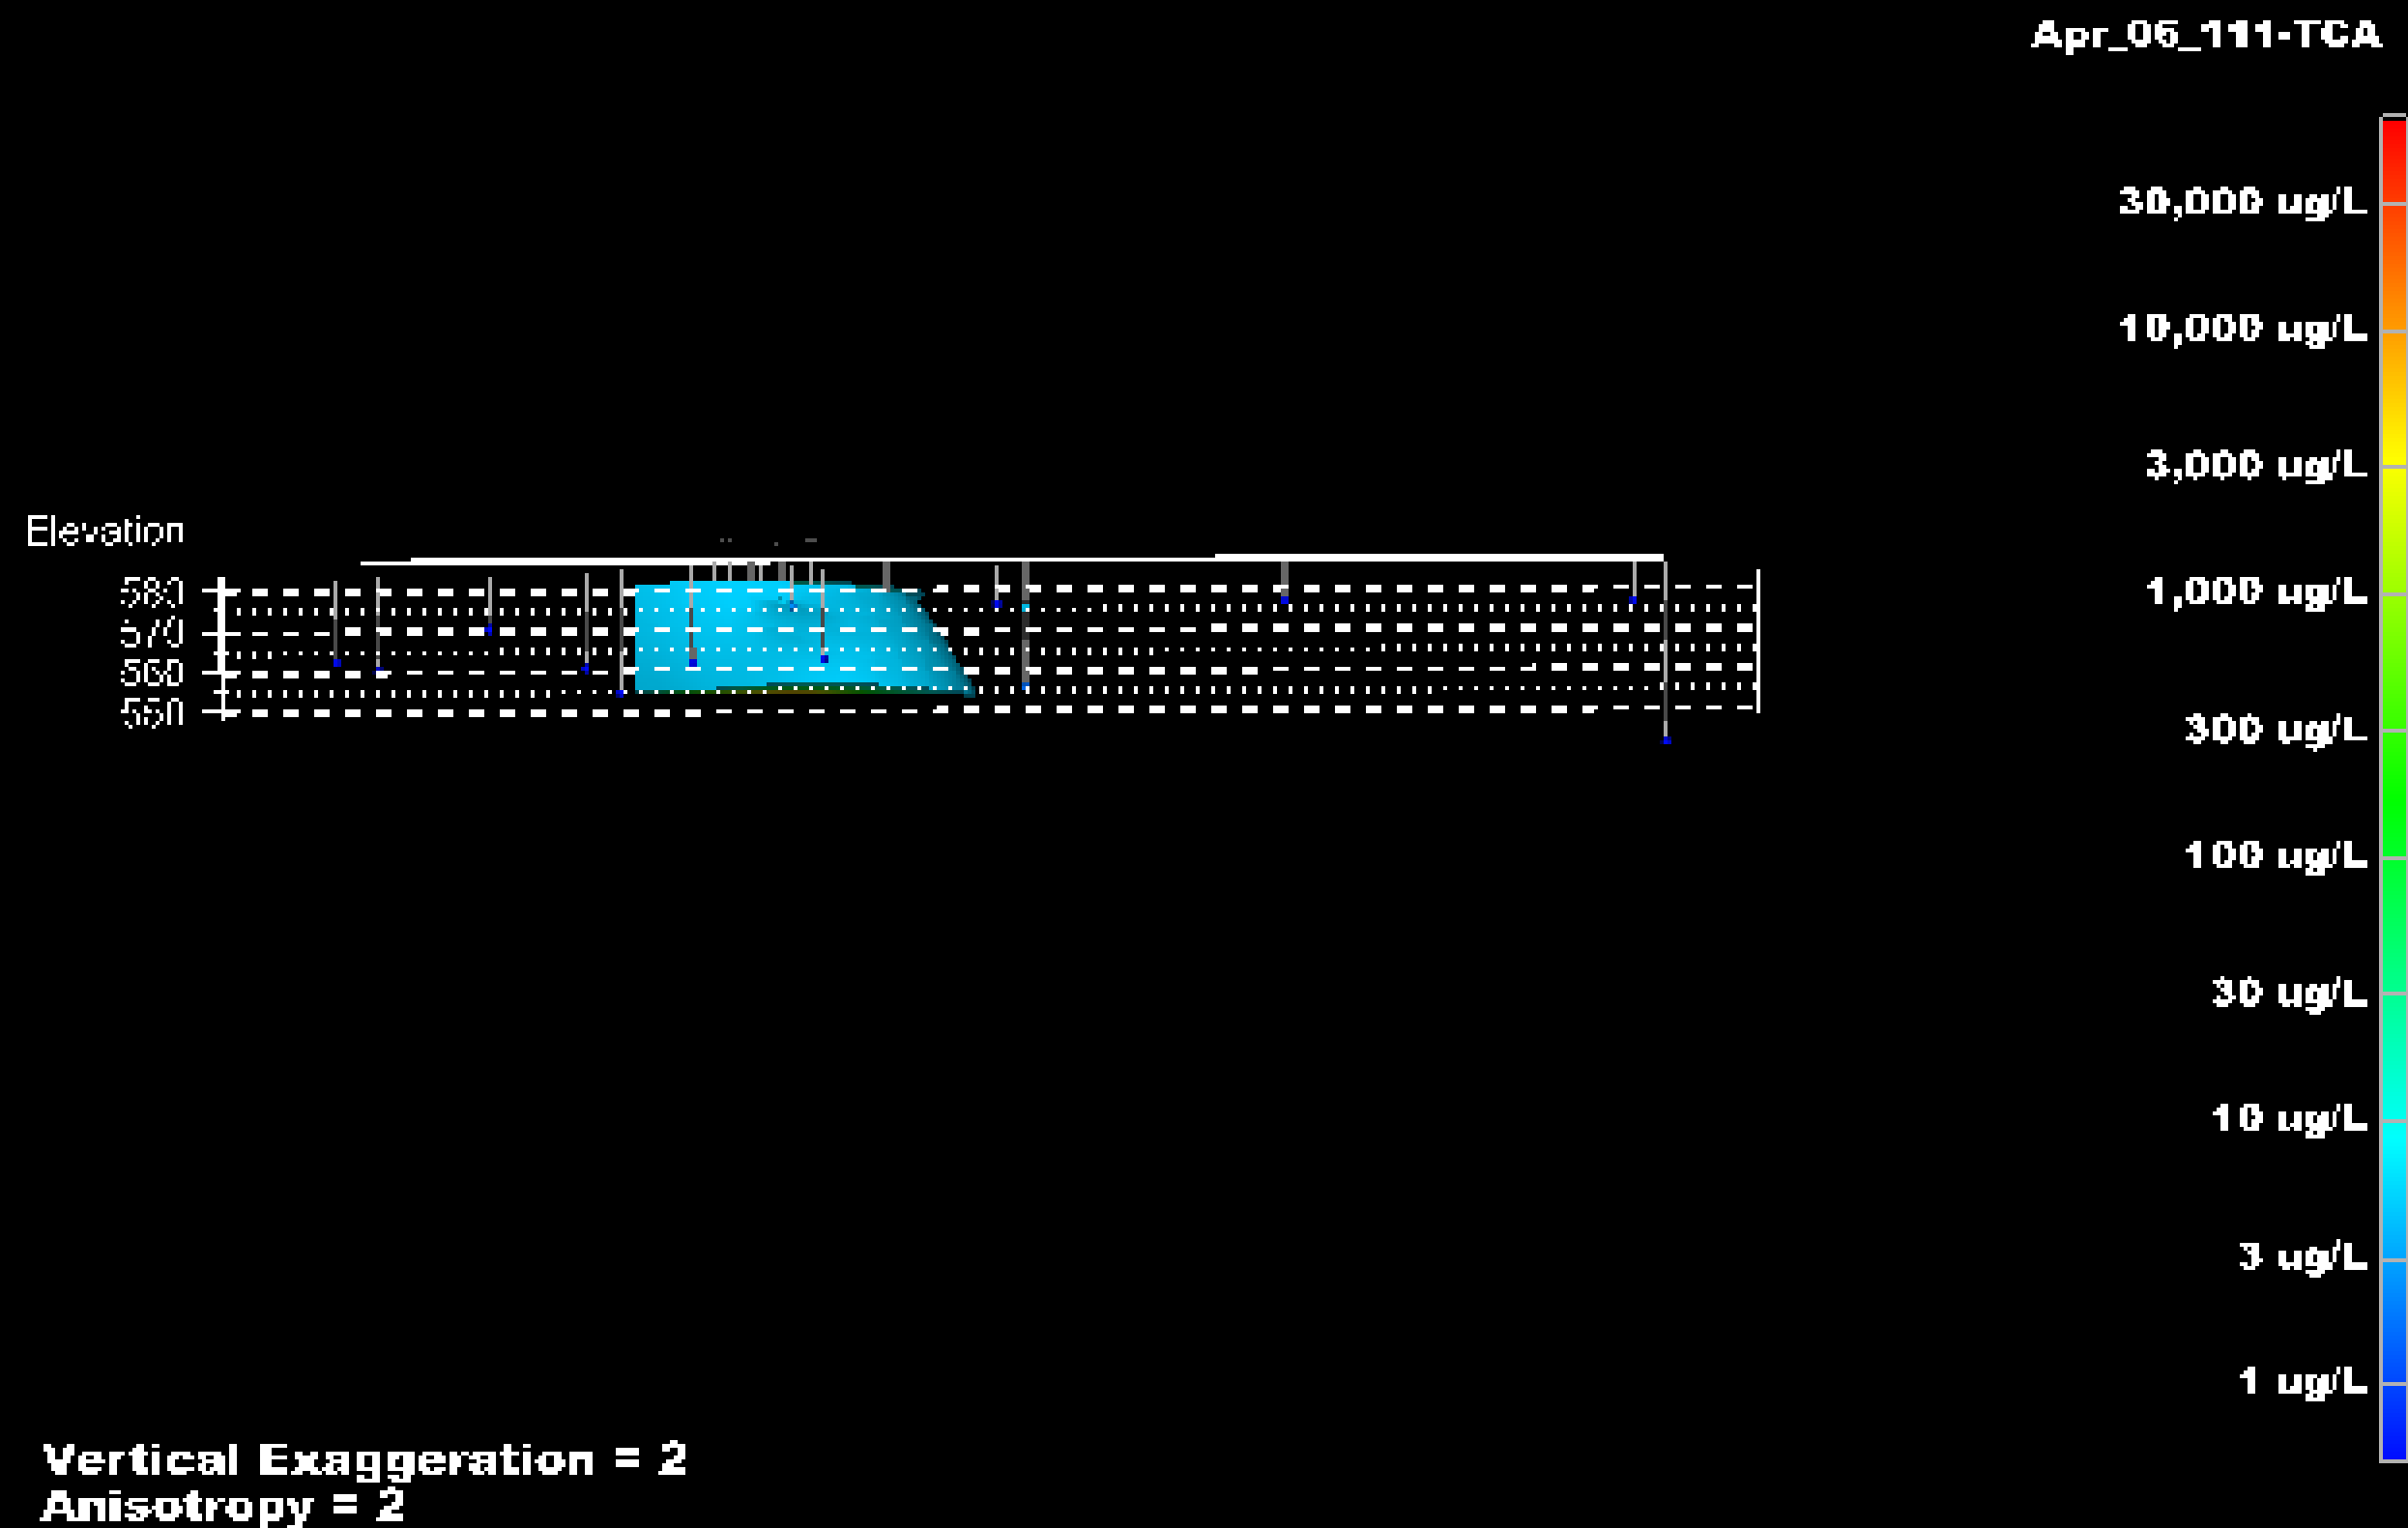 Apr_06_111-TCA
30,000 ug/L
10,000 ug/L
3,000 ug/L
1,000 ug/L
300 ug/L
100 ug/L
30 ug/L
10 ug/L
3 ug/L
1 ug/L
Elevation
580
570
560
550
Vertical Exaggeration = 2
Anisotropy = 2